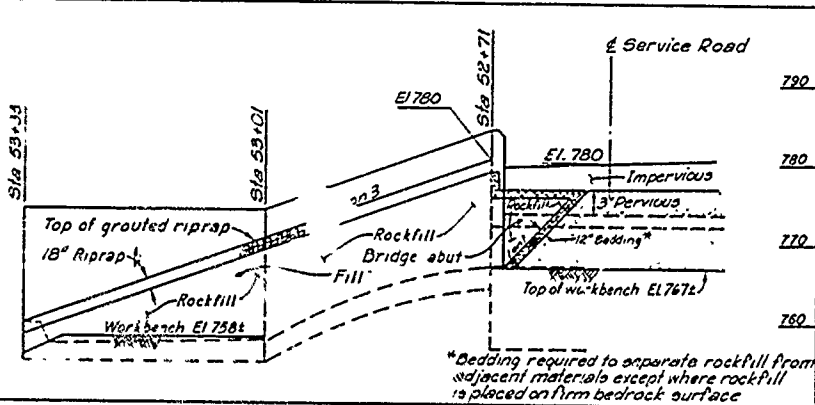 Sta 53+33
Sta 53+01
Sta 52+71
℄ Service Road
El 780
El. 780
790
780
770
760
Impervious
3' Pervious
Rockfill
12" Bedding*
Top of grouted riprap
on 3
18" Riprap
Rockfill
Bridge abut
Fill
Rockfill
Top of workbench El. 767±
Workbench El 758±
*Bedding required to separate rockfill from
adjacent materials except where rockfill
is placed on firm bedrock surface